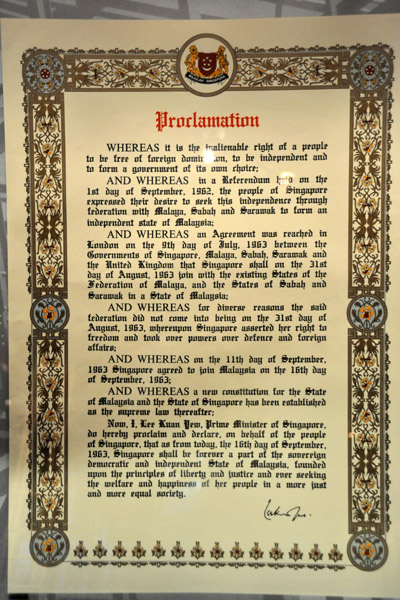 Proclamation
WHEREAS it is the inalienable right of a people
to be free of foreign domination, to be independent and
to form a government of its own choice;
AND WHEREAS in a Referendum held on the
1st day of September, 1962, the people of Singapore
expressed their desire to seek this independence through
federation with Malaya, Sabah and Sarawak to form an
independent state of Malaysia;
AND WHEREAS an Agreement was reached in
London on the 9th day of July, 1963 between the
Governments of Singapore, Malaya, Sabah, Sarawak and
the United Kingdom that Singapore shall on the 31st
day of August, 1963 join with the existing States of the
Federation of Malaya, and the States of Sabah and
Sarawak in a State of Malaysia;
AND WHEREAS for diverse reasons the said
federation did not come into being on the 31st day of
August, 1963, whereupon Singapore asserted her right to
freedom and took over powers over defence and foreign
affairs;
AND WHEREAS on the 11th day of September,
1963 Singapore agreed to join Malaysia on the 16th day
of September, 1963;
AND WHEREAS a new constitution for the State
of Malaysia and the State of Singapore has been established
as the supreme law thereafter;
Now, I, Lee Kuan Yew, Prime Minister of Singapore,
do hereby proclaim and declare, on behalf of the people
of Singapore, that as from today, the 16th day of September,
1963, Singapore shall be forever a part of the sovereign
democratic and independent State of Malaysia, founded
upon the principles of liberty and justice and ever seeking
the welfare and happiness of her people in a more just
and more equal society.